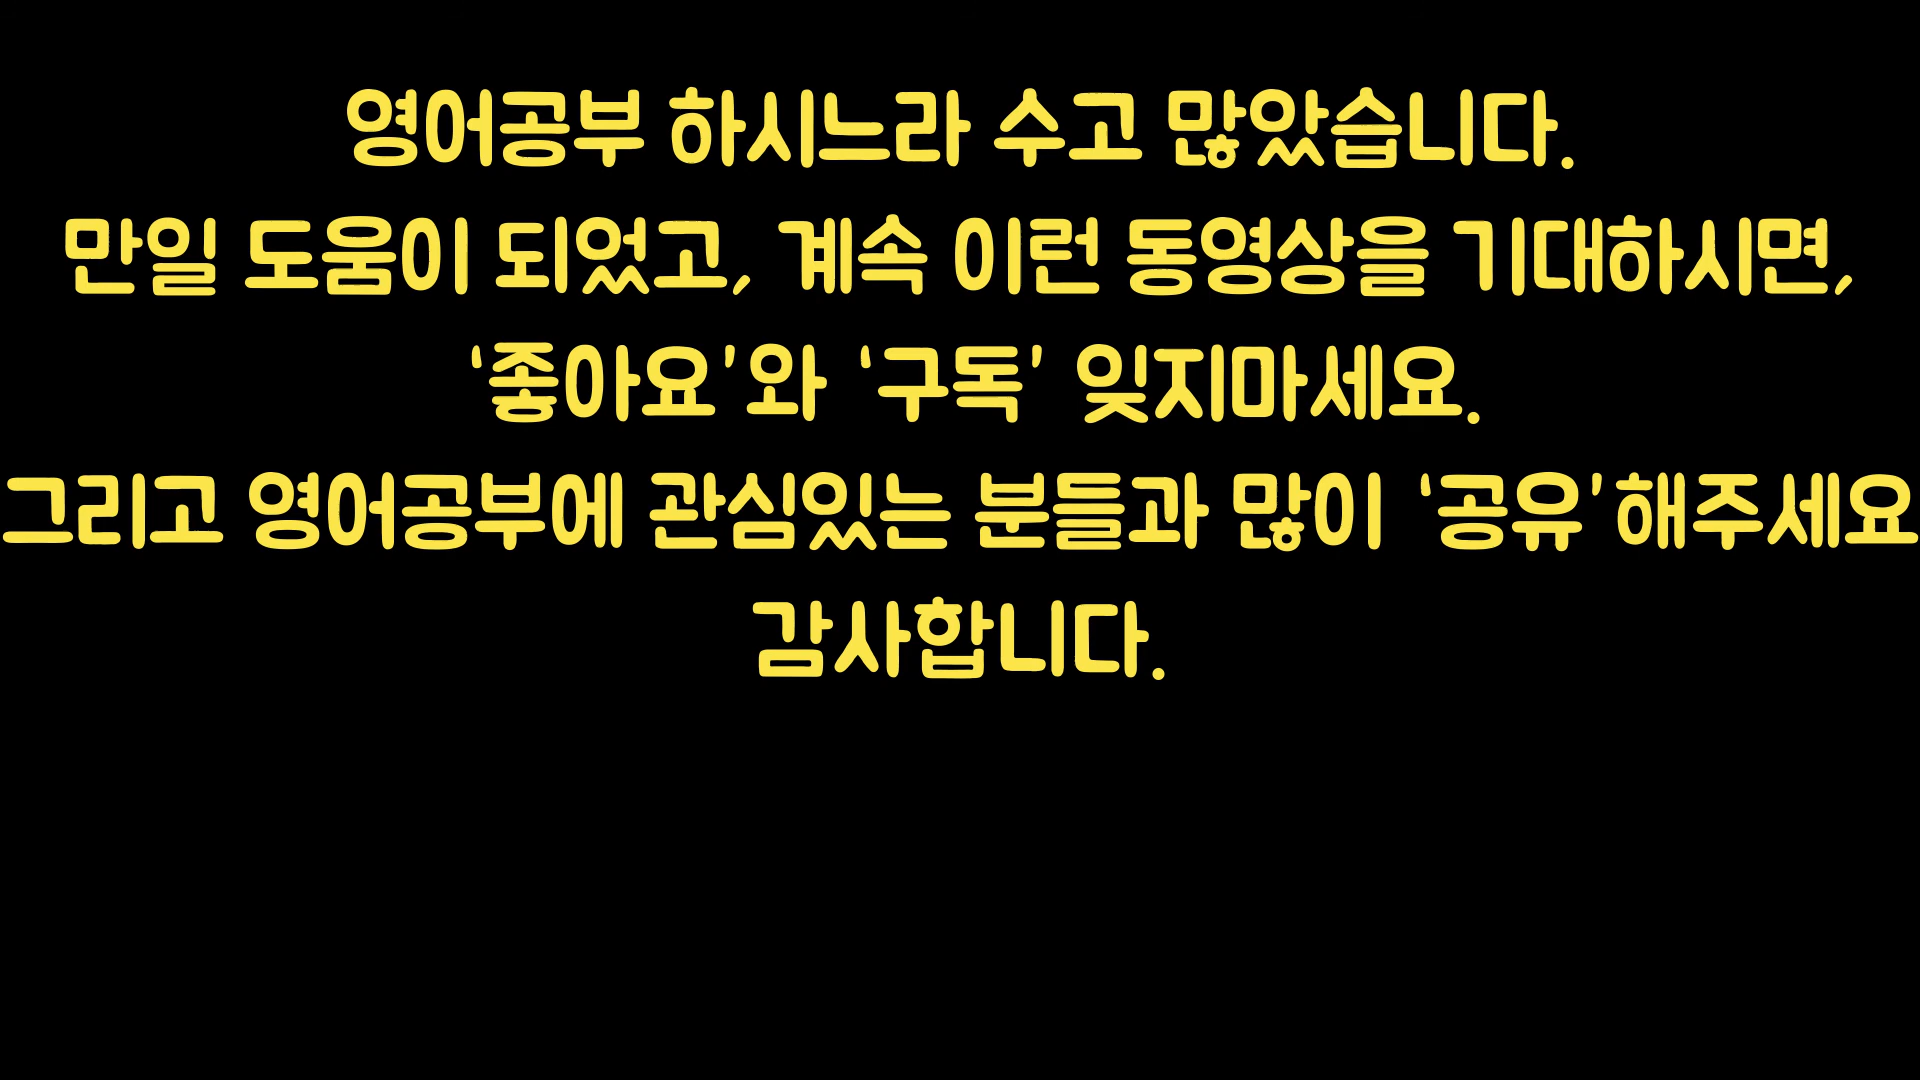 영어공부 하시느라 수고 많았습니다.
만일 도움이 되었고, 계속 이런 동영상을 기대하시면,
‘좋아요’와 ‘구독’ 잊지마세요.
그리고 영어공부에 관심있는 분들과 많이 ‘공유’해주세요
감사합니다.